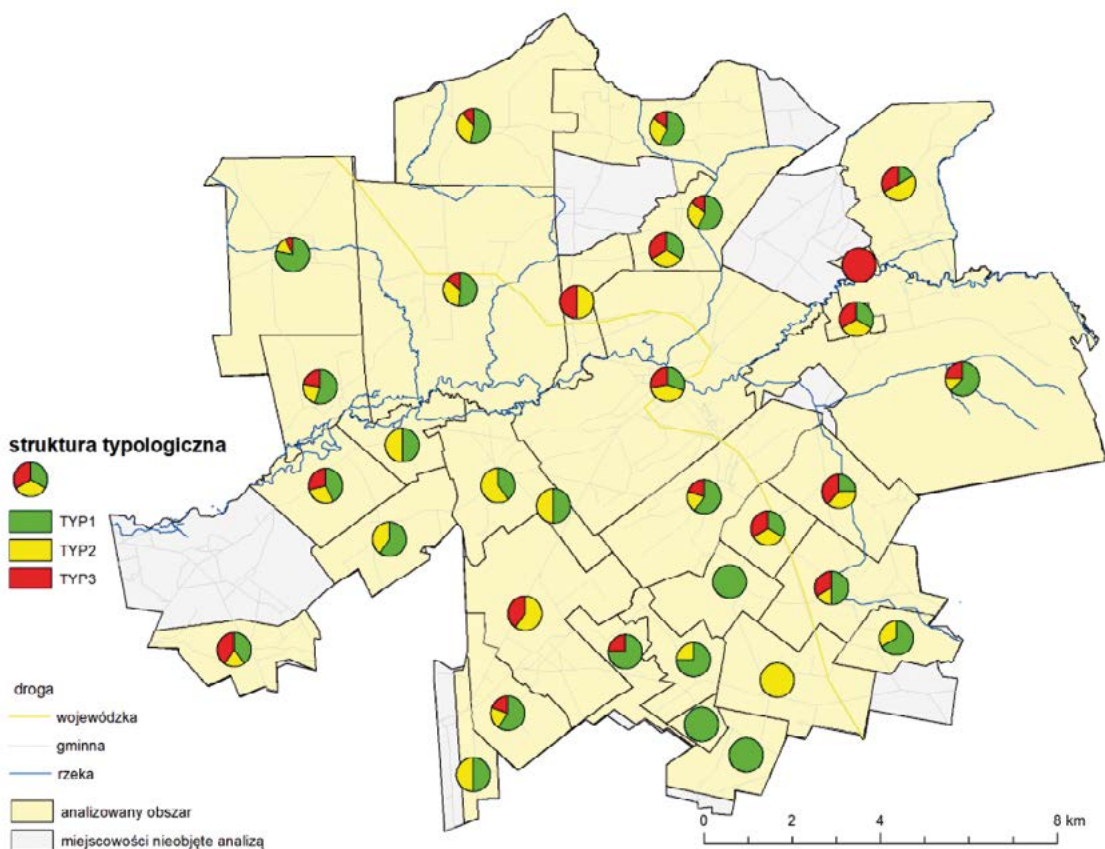 struktura typologiczna
TYP1
TYP2
TYP3
droga
wojewódzka
gminna
rzeka
analizowany obszar
miejscowości nieobjęte analizą
0 2 4 8 km